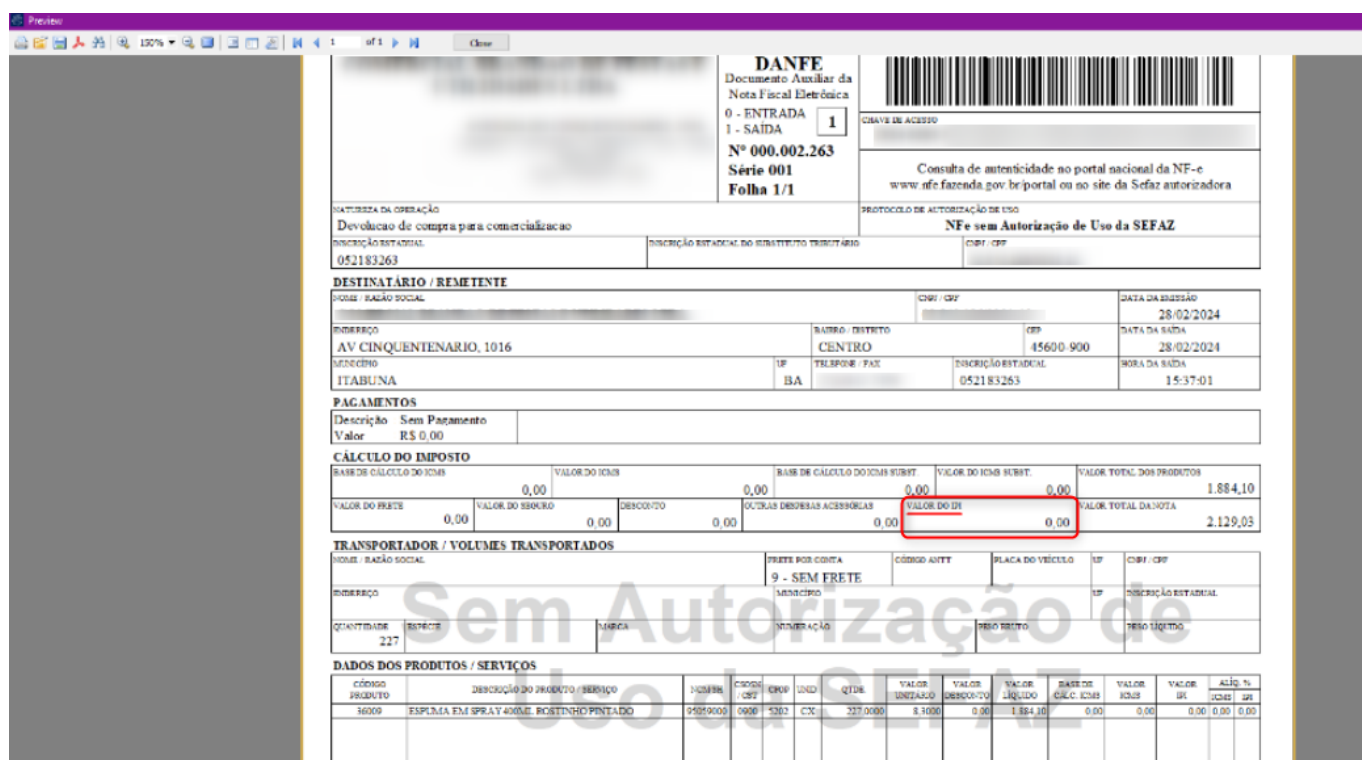 Preview
150%
1 of 1
Close
DANFE
Documento Auxiliar da
Nota Fiscal Eletrônica
0 - ENTRADA
1 - SAÍDA
1
Nº 000.002.263
Série 001
Folha 1/1
CHAVE DE ACESSO
Consulta de autenticidade no portal nacional da NF-e
www.nfe.fazenda.gov.br/portal ou no site da Sefaz autorizadora
NATUREZA DA OPERAÇÃO
PROTOCOLO DE AUTORIZAÇÃO DE USO
Devolucao de compra para comercializacao
NFe sem Autorização de Uso da SEFAZ
INSCRIÇÃO ESTADUAL
INSCRIÇÃO ESTADUAL DO SUBSTITUTO TRIBUTÁRIO
CNPJ / CPF
052183263
DESTINATÁRIO / REMETENTE
NOME / RAZÃO SOCIAL
CNPJ / CPF
DATA DA EMISSÃO
28/02/2024
ENDEREÇO
BAIRRO / DISTRITO
CEP
DATA DA SAÍDA
AV CINQUENTENARIO, 1016
CENTRO
45600-900
28/02/2024
MUNICÍPIO
UF
TELEFONE / FAX
INSCRIÇÃO ESTADUAL
HORA DA SAÍDA
ITABUNA
BA
052183263
15:37:01
PAGAMENTOS
Descrição Sem Pagamento
Valor R$ 0,00
CÁLCULO DO IMPOSTO
BASE DE CÁLCULO DO ICMS
VALOR DO ICMS
BASE DE CÁLCULO DO ICMS SUBST.
VALOR DO ICMS SUBST.
VALOR TOTAL DOS PRODUTOS
0,00
0,00
0,00
0,00
1.884,10
VALOR DO FRETE
VALOR DO SEGURO
DESCONTO
OUTRAS DESPESAS ACESSÓRIAS
VALOR DO IPI
VALOR TOTAL DA NOTA
0,00
0,00
0,00
0,00
0,00
2.129,03
TRANSPORTADOR / VOLUMES TRANSPORTADOS
NOME / RAZÃO SOCIAL
FRETE POR CONTA
CÓDIGO ANTT
PLACA DO VEÍCULO
UF
CNPJ / CPF
9 - SEM FRETE
ENDEREÇO
MUNICÍPIO
UF
INSCRIÇÃO ESTADUAL
QUANTIDADE
ESPÉCIE
MARCA
NUMERAÇÃO
PESO BRUTO
PESO LÍQUIDO
227
Sem Autorização de
Uso da SEFAZ
DADOS DOS PRODUTOS / SERVIÇOS
CÓDIGO PRODUTO
DESCRIÇÃO DO PRODUTO / SERVIÇO
NCM/SH
CSOSN / CST
CFOP
UNID
QTDE.
VALOR UNITÁRIO
VALOR DESCONTO
VALOR LÍQUIDO
BASE DE CÁLC. ICMS
VALOR ICMS
VALOR IPI
ALÍQ. %
ICMS IPI
36009 ESPUMA EM SPRAY 400ML ROSTINHO PINTADO 95059000 0900 5202 CX 227,0000 8,3000 0,00 1.884,10 0,00 0,00 0,00 0,00 0,00